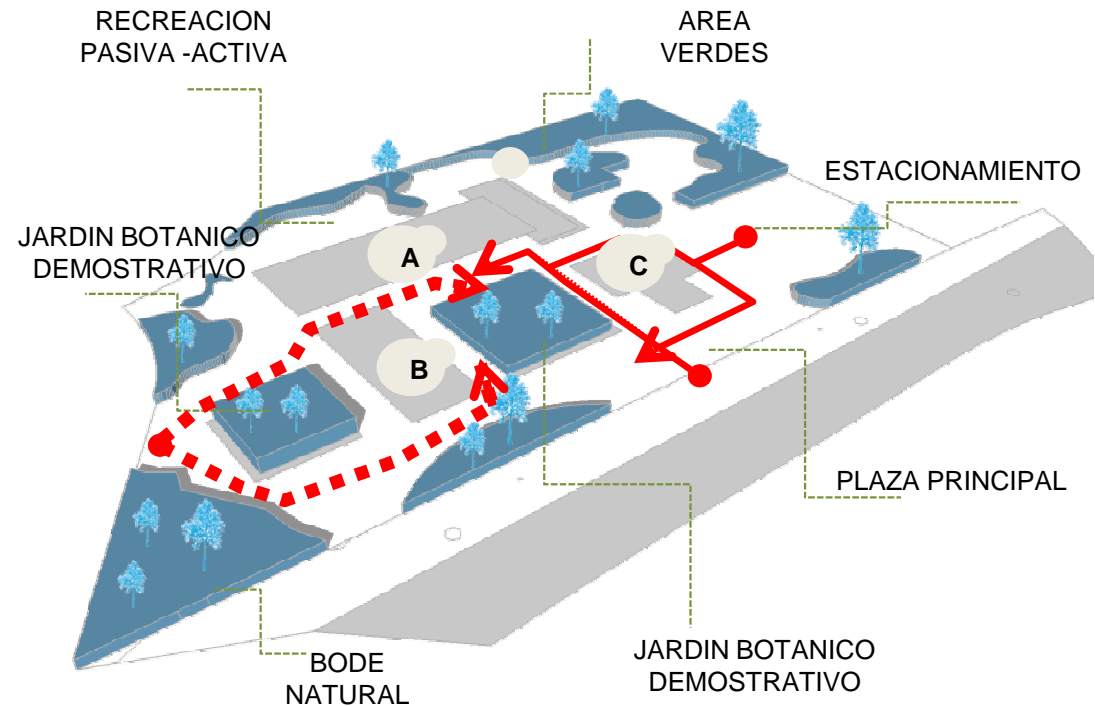 RECREACION
PASIVA -ACTIVA
AREA
VERDES
ESTACIONAMIENTO
JARDIN BOTANICO
DEMOSTRATIVO
A
C
B
PLAZA PRINCIPAL
JARDIN BOTANICO
DEMOSTRATIVO
BODE
NATURAL